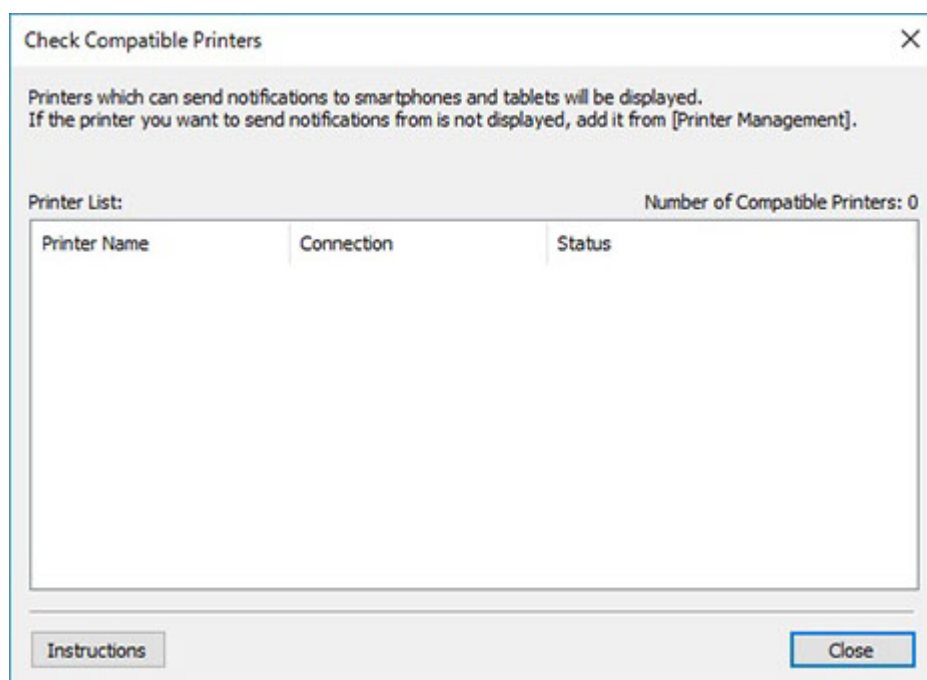 Check Compatible Printers
Printers which can send notifications to smartphones and tablets will be displayed.
If the printer you want to send notifications from is not displayed, add it from [Printer Management].
Printer List: Number of Compatible Printers: 0
Printer Name Connection Status
Instructions Close